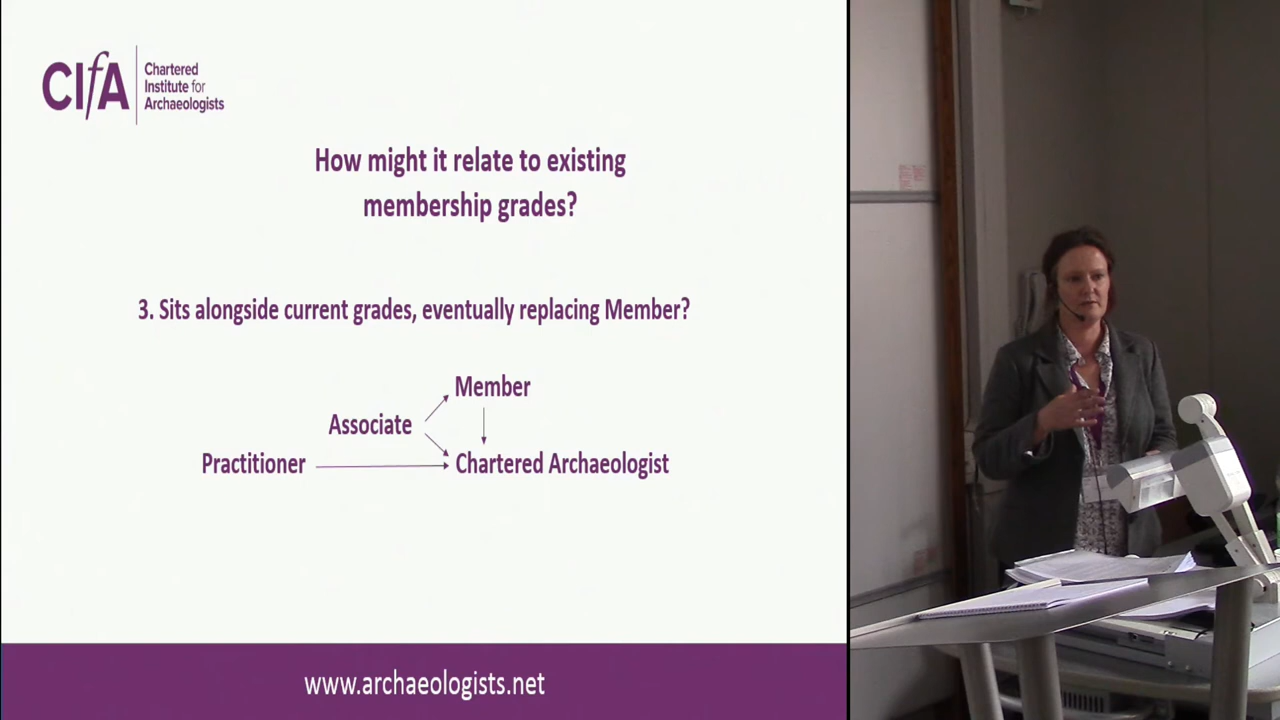 CIfA
Chartered
Institute for
Archaeologists
How might it relate to existing
membership grades?
3. Sits alongside current grades, eventually replacing Member?
Member
Associate
Practitioner
Chartered Archaeologist
www.archaeologists.net